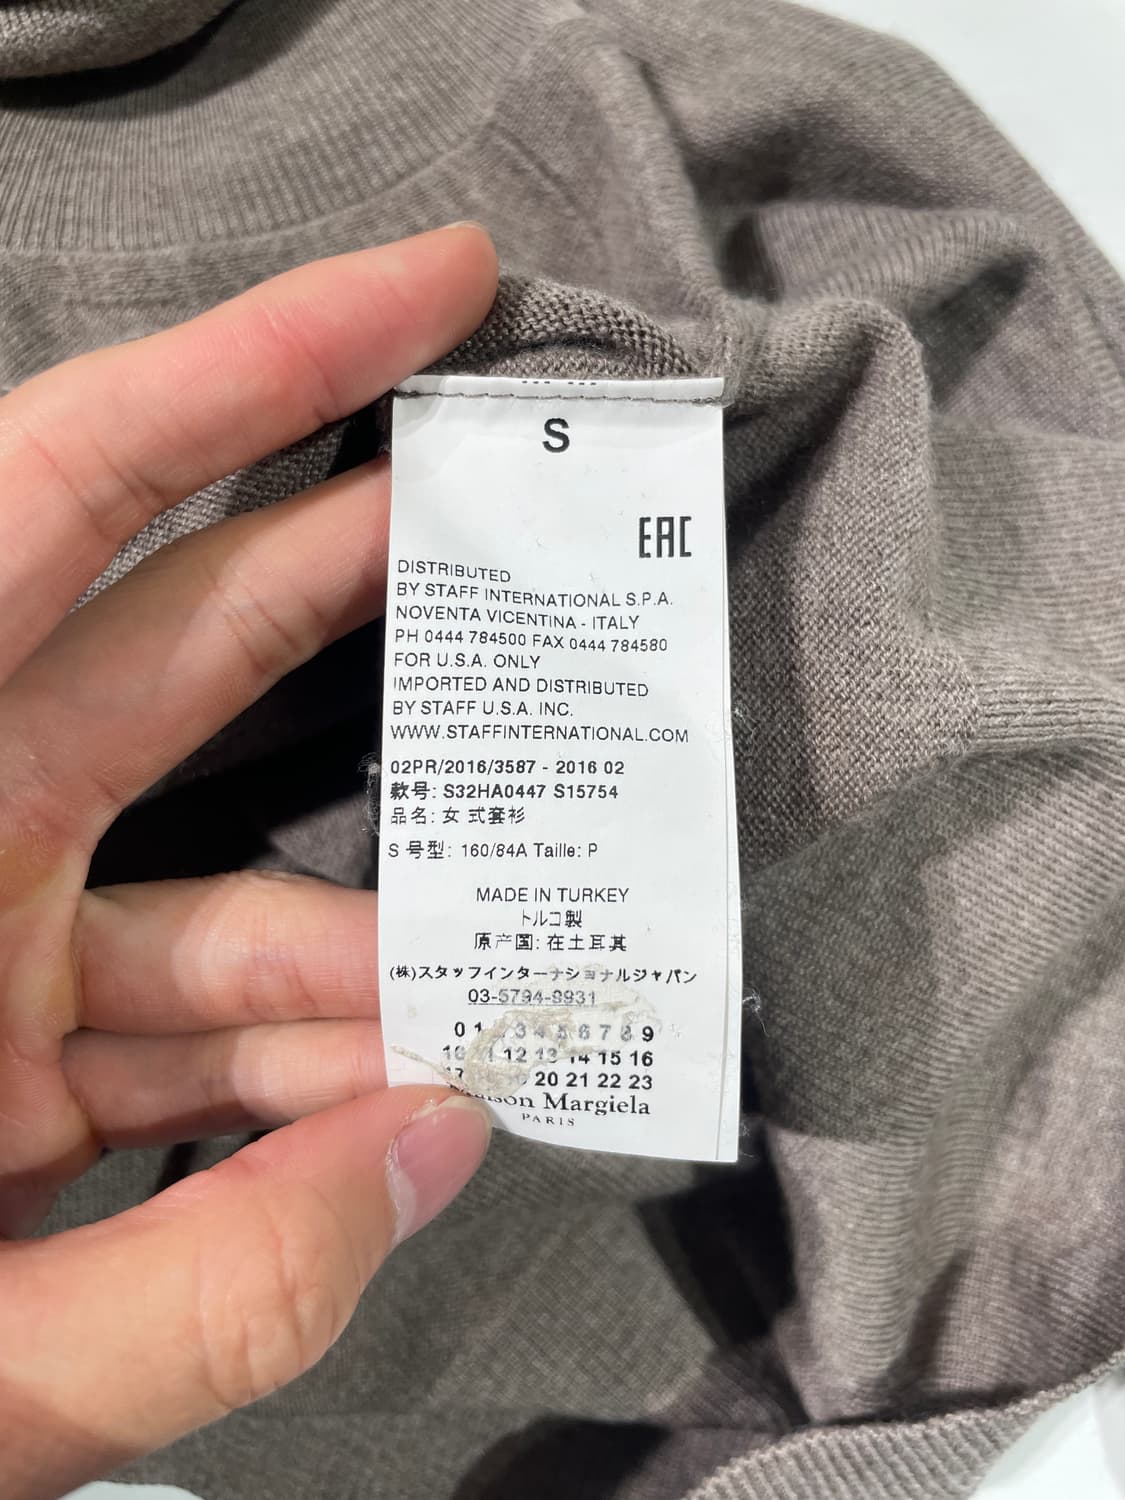 S
EAC
DISTRIBUTED
BY STAFF INTERNATIONAL S.P.A.
NOVENTA VICENTINA - ITALY
PH 0444 784500 FAX 0444 784580
FOR U.S.A. ONLY
IMPORTED AND DISTRIBUTED
BY STAFF U.S.A. INC.
WWW.STAFFINTERNATIONAL.COM
02PR/2016/3587 - 2016 02
款号: S32HA0447 S15754
品名: 女 式套衫
S 号型: 160/84A Taille: P
MADE IN TURKEY
トルコ製
原产国: 在土耳其
(株)スタッフインターナショナルジャパン
03-5794-9931
0 1 3 4 5 6 7 8 9
10 11 12 13 14 15 16
17 20 21 22 23
Margiela
PARIS